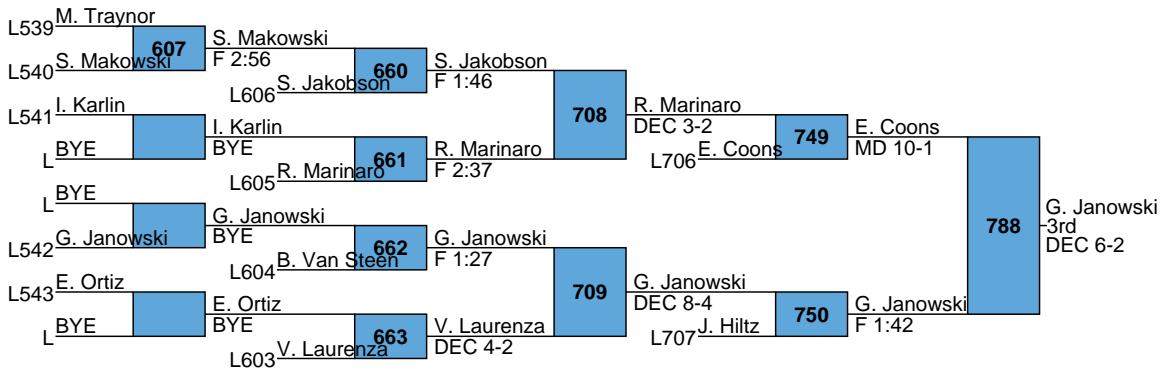 L539 M. Traynor
607
L540 S. Makowski
S. Makowski
F 2:56
660
L606 S. Jakobson
S. Jakobson
F 1:46
L541 I. Karlin
L BYE
I. Karlin
BYE
661
L605 R. Marinaro
R. Marinaro
F 2:37
708
R. Marinaro
DEC 3-2
749
L706 E. Coons
E. Coons
MD 10-1
L BYE
L542 G. Janowski
G. Janowski
BYE
662
L604 B. Van Steen
G. Janowski
F 1:27
L543 E. Ortiz
L BYE
E. Ortiz
BYE
663
L603 V. Laurenza
V. Laurenza
DEC 4-2
709
G. Janowski
DEC 8-4
750
L707 J. Hiltz
G. Janowski
F 1:42
788
G. Janowski
3rd
DEC 6-2